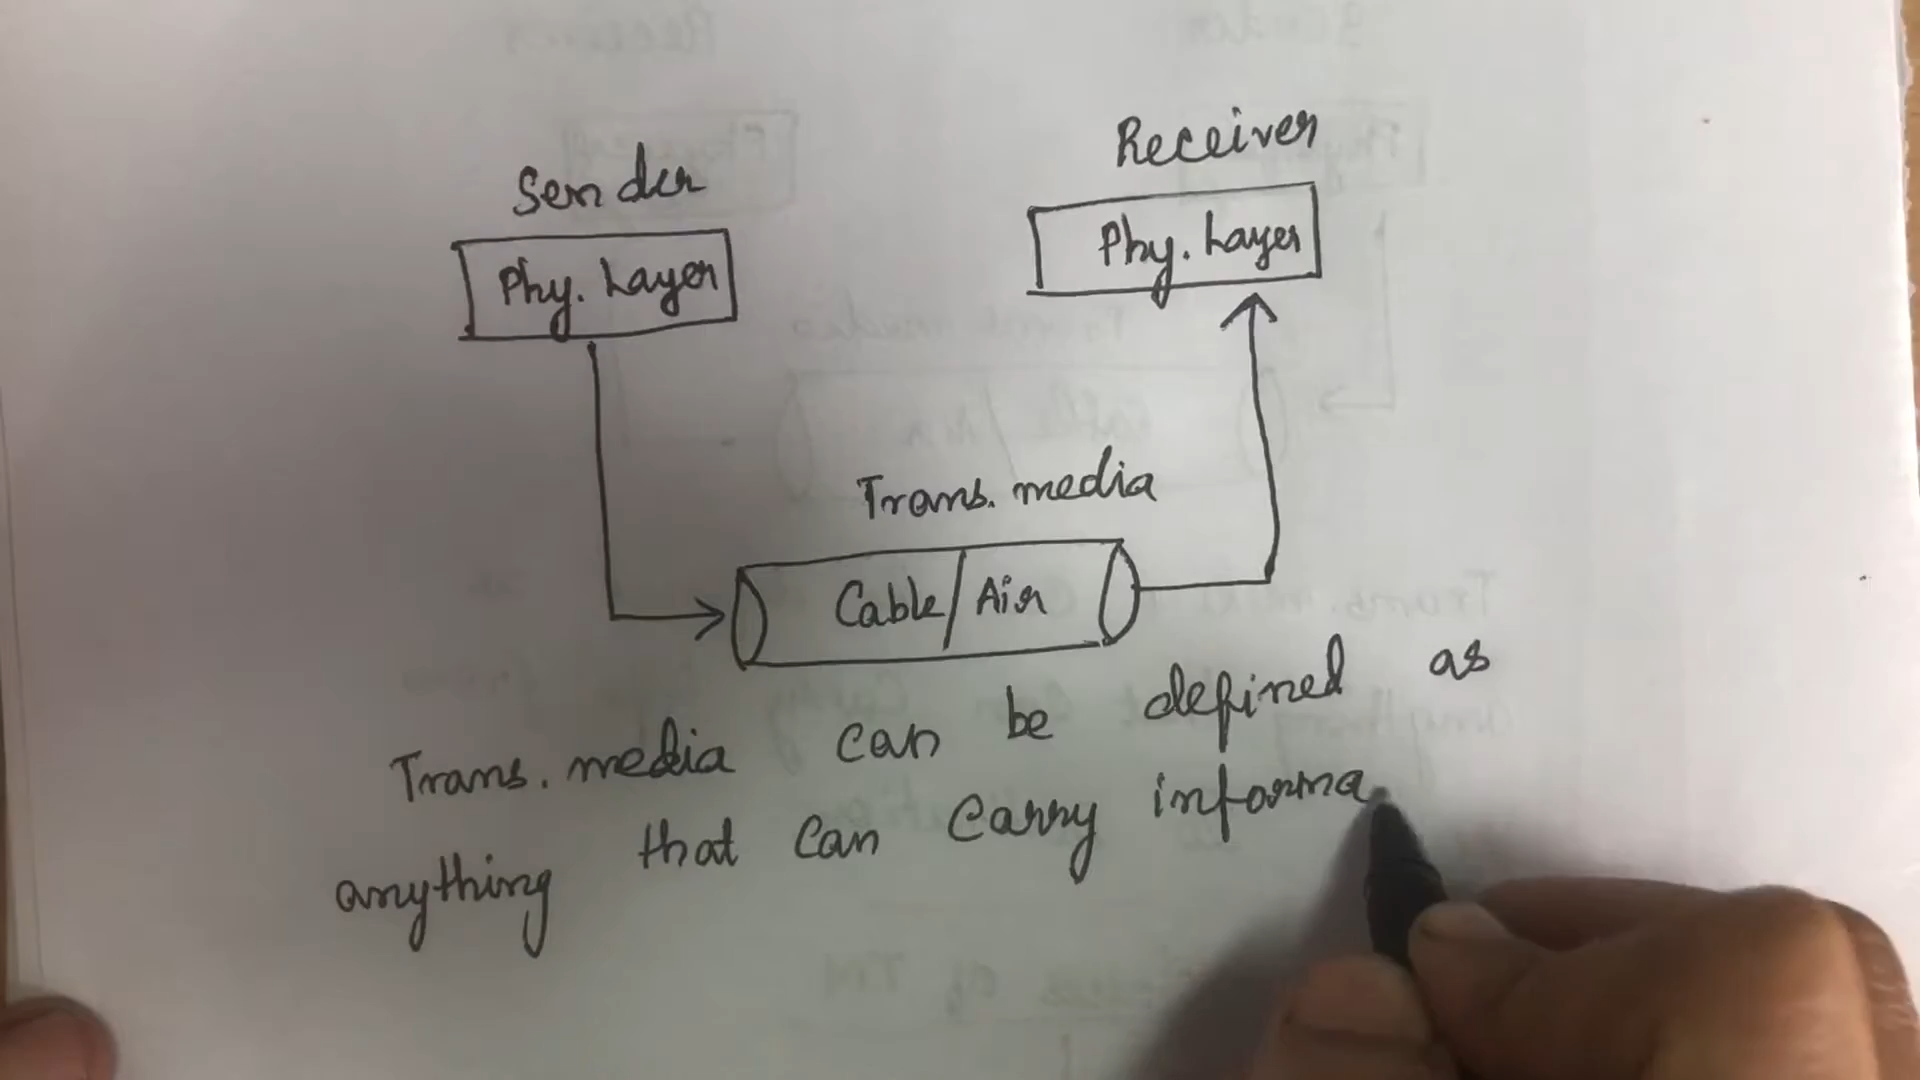 Sender
Receiver
Phy. Layer
Phy. Layer
Trans. media
Cable/Air
Trans. media can be defined as
anything that can carry informa